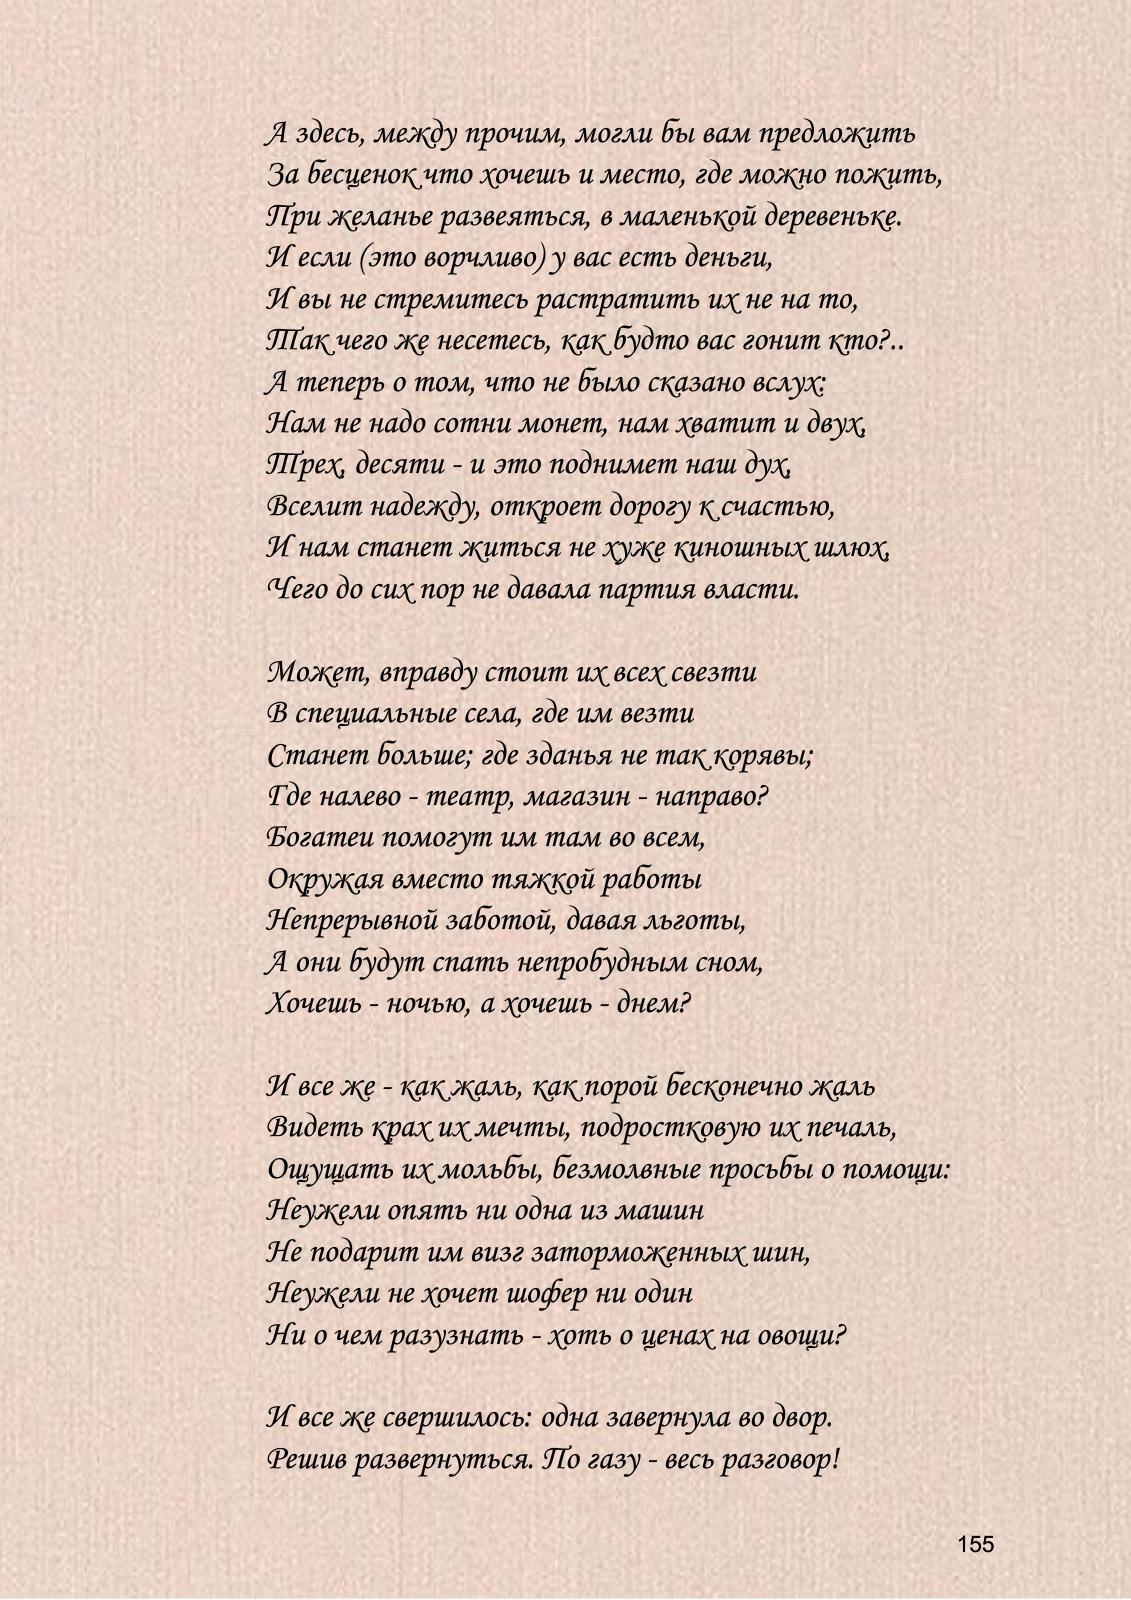 А здесь, между прочим, могли бы вам предложить
За бесценок что хочешь и место, где можно пожить,
При желанье развеяться, в маленькой деревеньке.
И если (это ворчливо) у вас есть деньги,
И вы не стремитесь растратить их не на то,
Так чего же несетесь, как будто вас гонит кто?..
А теперь о том, что не было сказано вслух:
Нам не надо сотни монет, нам хватит и двух,
Трех, десяти - и это поднимет наш дух,
Вселит надежду, откроет дорогу к счастью,
И нам станет житься не хуже киношных шлюх,
Чего до сих пор не давала партия власти.
Может, вправду стоит их всех свезти
В специальные села, где им везти
Станет больше; где зданья не так корявы;
Где налево - театр, магазин - направо?
Богатеи помогут им там во всем,
Окружая вместо тяжкой работы
Непрерывной заботой, давая льготы,
А они будут спать непробудным сном,
Хочешь - ночью, а хочешь - днем?
И все же - как жаль, как порой бесконечно жаль
Видеть крах их мечты, подростковую их печаль,
Ощущать их мольбы, безмолвные просьбы о помощи:
Неужели опять ни одна из машин
Не подарит им визг заторможенных шин,
Неужели не хочет шофер ни один
Ни о чем разузнать - хоть о ценах на овощи?
И все же свершилось: одна завернула во двор.
Решив развернуться. По газу - весь разговор!
155